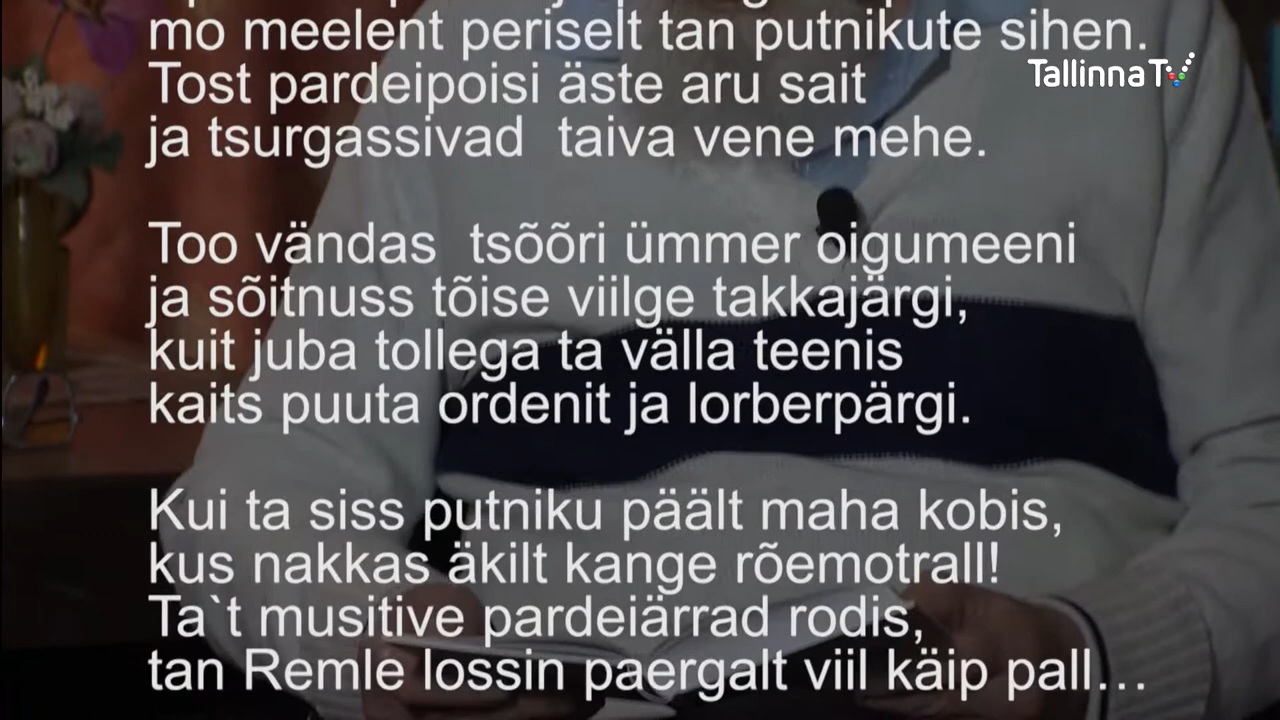 mo meelent periselt tan putnikute sihen.
Tallinna TV
Tost pardeipoisi äste aru sait
ja tsurgassivad taiva vene mehe.
Too vändas tsõõri ümmer oigumeeni
ja sõitnuss tõise viilge takkajärgi,
kuit juba tollega ta välla teenis
kaits puuta ordenit ja lorberpärgi.
Kui ta siss putniku päält maha kobis,
kus nakkas äkilt kange rõemotrall!
Ta`t musitive pardeiärrad rodis,
tan Remle lossin paergalt viil käip pall...